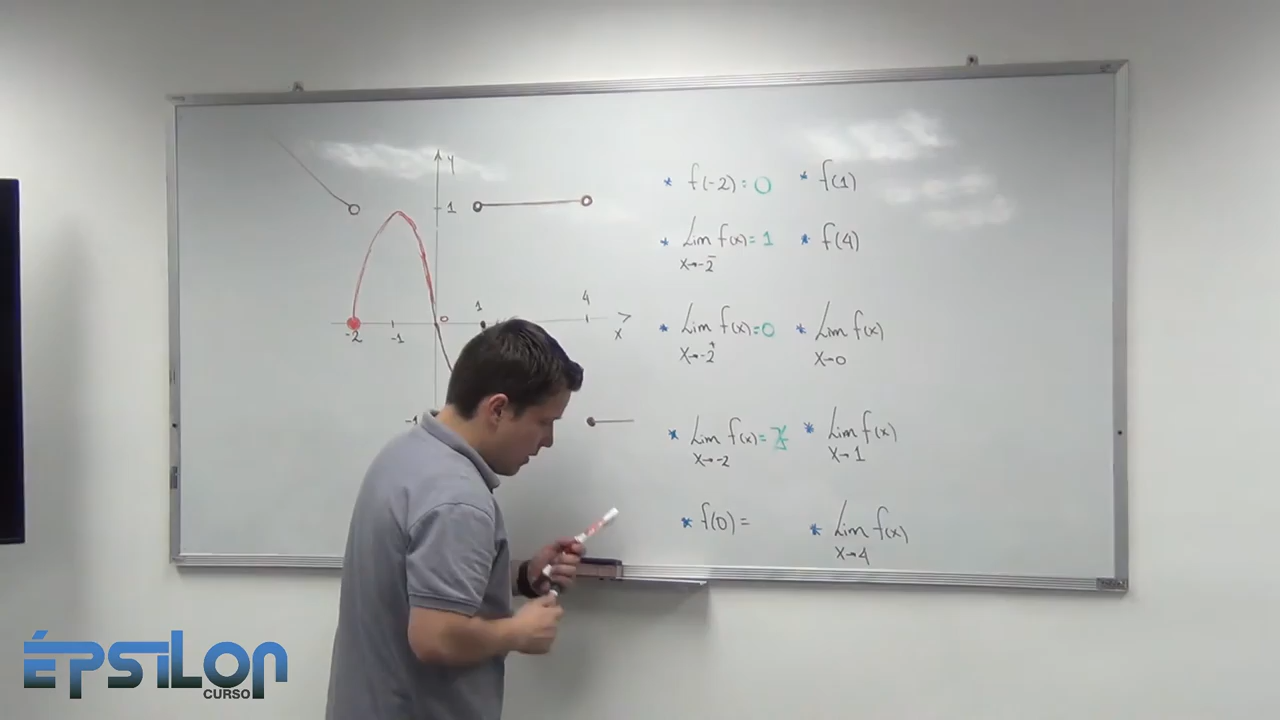 y
1
4
1
0
x
-2
-1
-1
* f(-2) = 0
* Lim f(x) = 1
x→-2⁻
* Lim f(x) = 0
x→-2⁺
* Lim f(x) = ∄
x→-2
* f(0) =
* f(1)
* f(4)
* Lim f(x)
x→0
* Lim f(x)
x→1
* Lim f(x)
x→4
ÉPSILON
CURSO